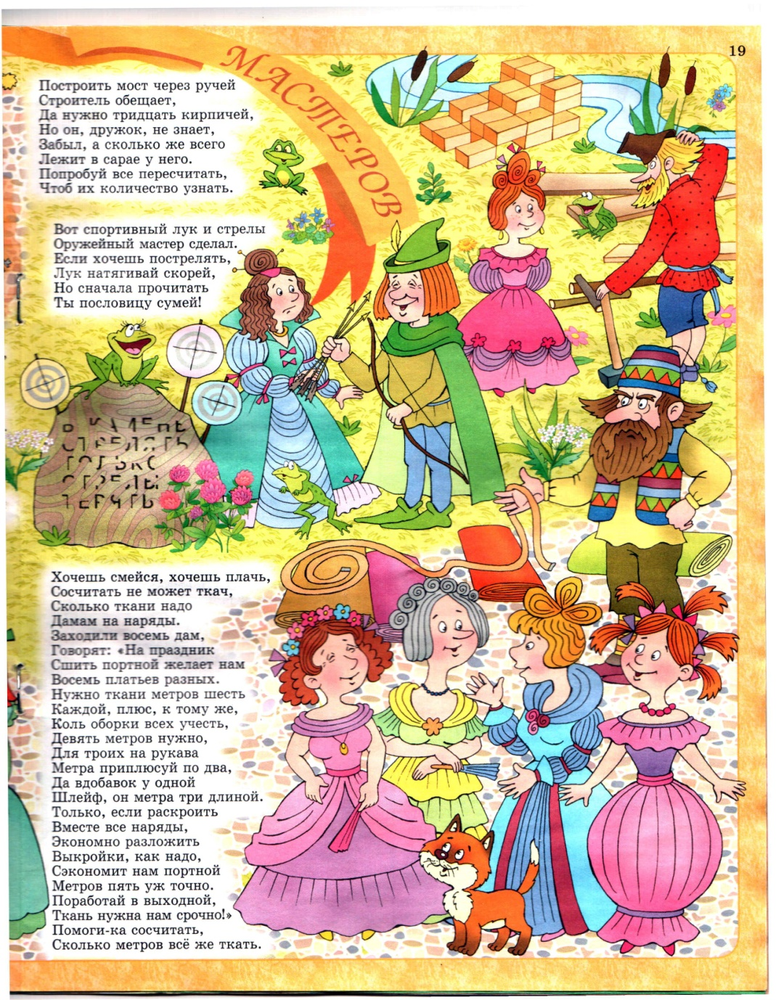 19
МАСТЕРОВ
Построить мост через ручей
Строитель обещает,
Да нужно тридцать кирпичей,
Но он, дружок, не знает,
Забыл, а сколько же всего
Лежит в сарае у него.
Попробуй все пересчитать,
Чтоб их количество узнать.
Вот спортивный лук и стрелы
Оружейный мастер сделал.
Если хочешь пострелять,
Лук натягивай скорей,
Но сначала прочитать
Ты пословицу сумей!
В КАМЕНЬ
СТРЕЛЯТЬ
ТОЛЬКО
СТРЕЛЫ
ТЕРЯТЬ
Хочешь смейся, хочешь плачь,
Сосчитать не может ткач,
Сколько ткани надо
Дамам на наряды.
Заходили восемь дам,
Говорят: «На праздник
Сшить портной желает нам
Восемь платьев разных.
Нужно ткани метров шесть
Каждой, плюс, к тому же,
Коль оборки всех учесть,
Девять метров нужно,
Для троих на рукава
Метра приплюсуй по два,
Да вдобавок у одной
Шлейф, он метра три длиной.
Только, если раскроить
Вместе все наряды,
Экономно разложить
Выкройки, как надо,
Сэкономит нам портной
Метров пять уж точно.
Поработай в выходной,
Ткань нужна нам срочно!»
Помоги-ка сосчитать,
Сколько метров всё же ткать.